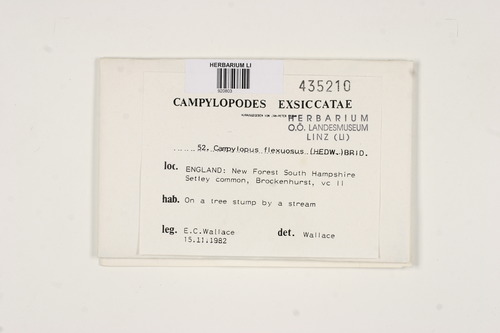 HERBARIUM LI
435210
CAMPYLOPODES EXSICCATAE
HERBARIUM
O.Ö. LANDESMUSEUM
LINZ (LI)
52. Campylopus flexuosus (HEDW.) BRID.
loc. ENGLAND: New Forest South Hampshire
Setley common, Brockenhurst, vc 11
hab. On a tree stump by a stream
leg. E.C.Wallace det. Wallace
15.11.1982